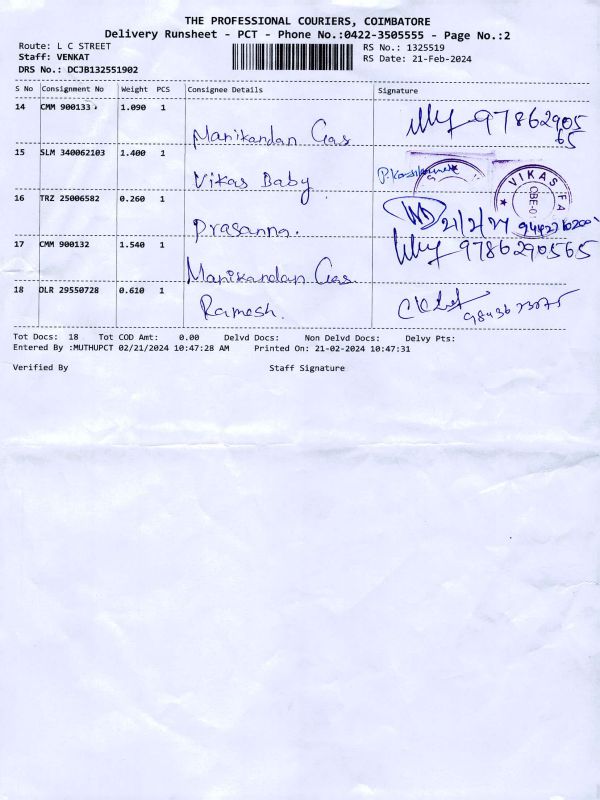 THE PROFESSIONAL COURIERS, COIMBATORE
Delivery Runsheet - PCT - Phone No.:0422-3505555 - Page No.:2
Route: L C STREET
Staff: VENKAT
DRS No.: DCJB132551902
RS No.: 1325519
RS Date: 21-Feb-2024
S No Consignment No Weight PCS Consignee Details Signature
14 CMM 900133 1.090 1
Manikandan Gas 9786290565
15 SLM 340062103 1.400 1
Vikas Baby
VIKAS
16 TRZ 25006582 0.260 1
Prasanna. 21/2/24
17 CMM 900132 1.540 1
Manikandan Gas 9786290565
18 DLR 29550728 0.610 1
Ramesh.
Tot Docs: 18 Tot COD Amt: 0.00 Delvd Docs: Non Delvd Docs: Delvy Pts:
Entered By :MUTHUPCT 02/21/2024 10:47:28 AM Printed On: 21-02-2024 10:47:31
Verified By Staff Signature